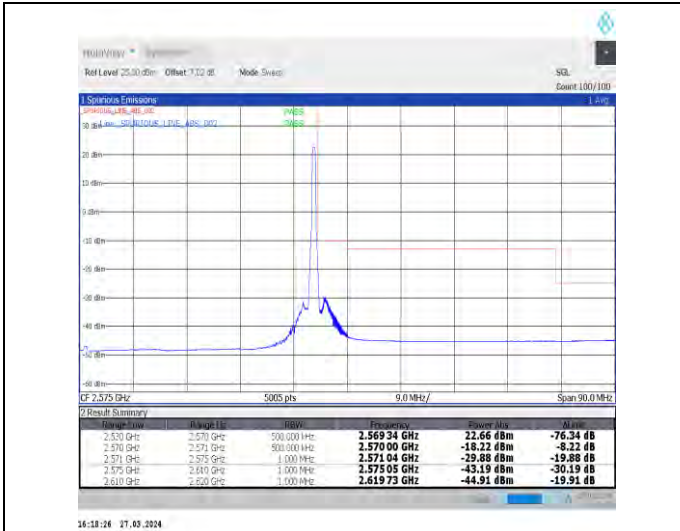 MultiView
Ref Level 25.00 dBm Offset 7.02 dB Mode Sweep SGL
Count 100/100
1 Spurious Emissions 1 Avg
PASS
Line _SPURIOUS_LINE_ABS_002 PASS
20 dBm
10 dBm
0 dBm
-10 dBm
-20 dBm
-30 dBm
-40 dBm
-50 dBm
-60 dBm
CF 2.575 GHz 5005 pts 9.0 MHz/ Span 90.0 MHz
2 Result Summary
Range Low Range Up RBW Frequency Power Abs ΔLimit
2.530 GHz 2.570 GHz 500.000 kHz 2.569 34 GHz 22.66 dBm -76.34 dB
2.570 GHz 2.571 GHz 500.000 kHz 2.570 00 GHz -18.22 dBm -8.22 dB
2.571 GHz 2.575 GHz 1.000 MHz 2.571 04 GHz -29.88 dBm -19.88 dB
2.575 GHz 2.610 GHz 1.000 MHz 2.575 05 GHz -43.19 dBm -30.19 dB
2.610 GHz 2.620 GHz 1.000 MHz 2.619 73 GHz -44.91 dBm -19.91 dB
16:18:26 27.03.2024